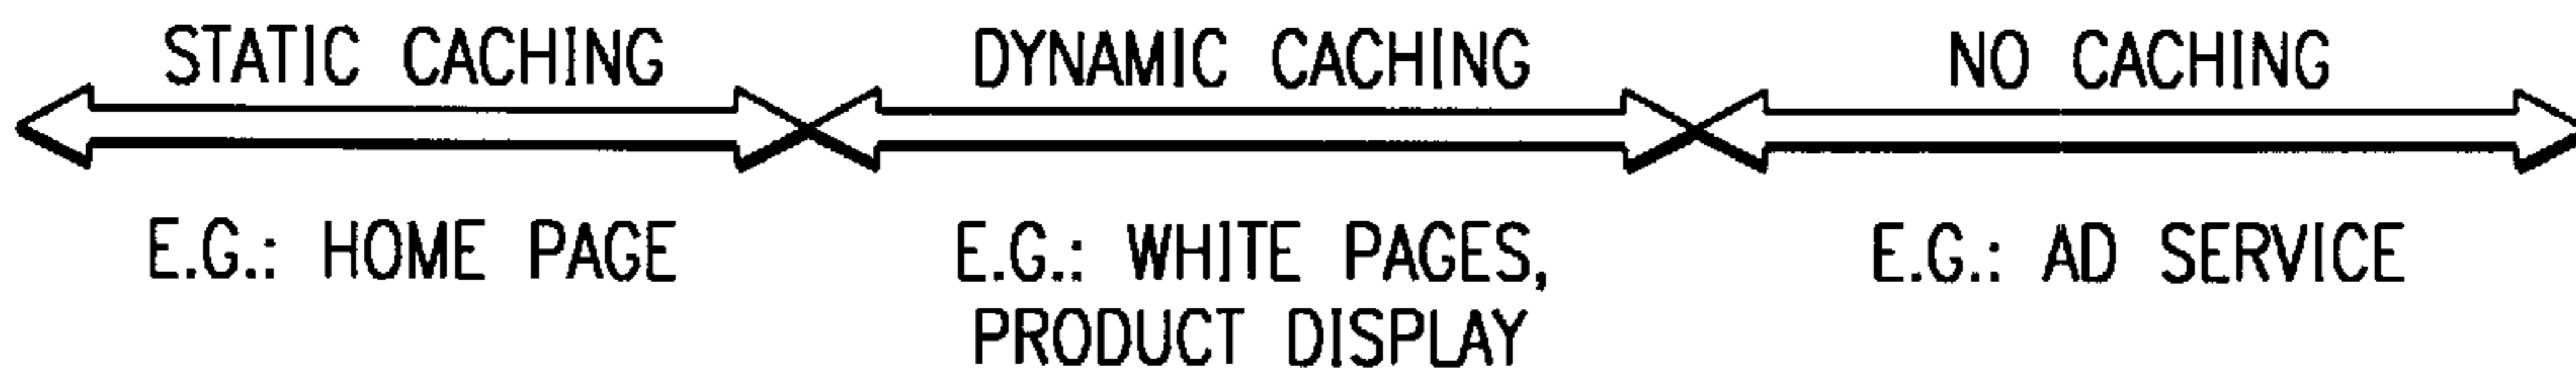 STATIC CACHING
DYNAMIC CACHING
NO CACHING
E.G.: HOME PAGE
E.G.: WHITE PAGES,
PRODUCT DISPLAY
E.G.: AD SERVICE